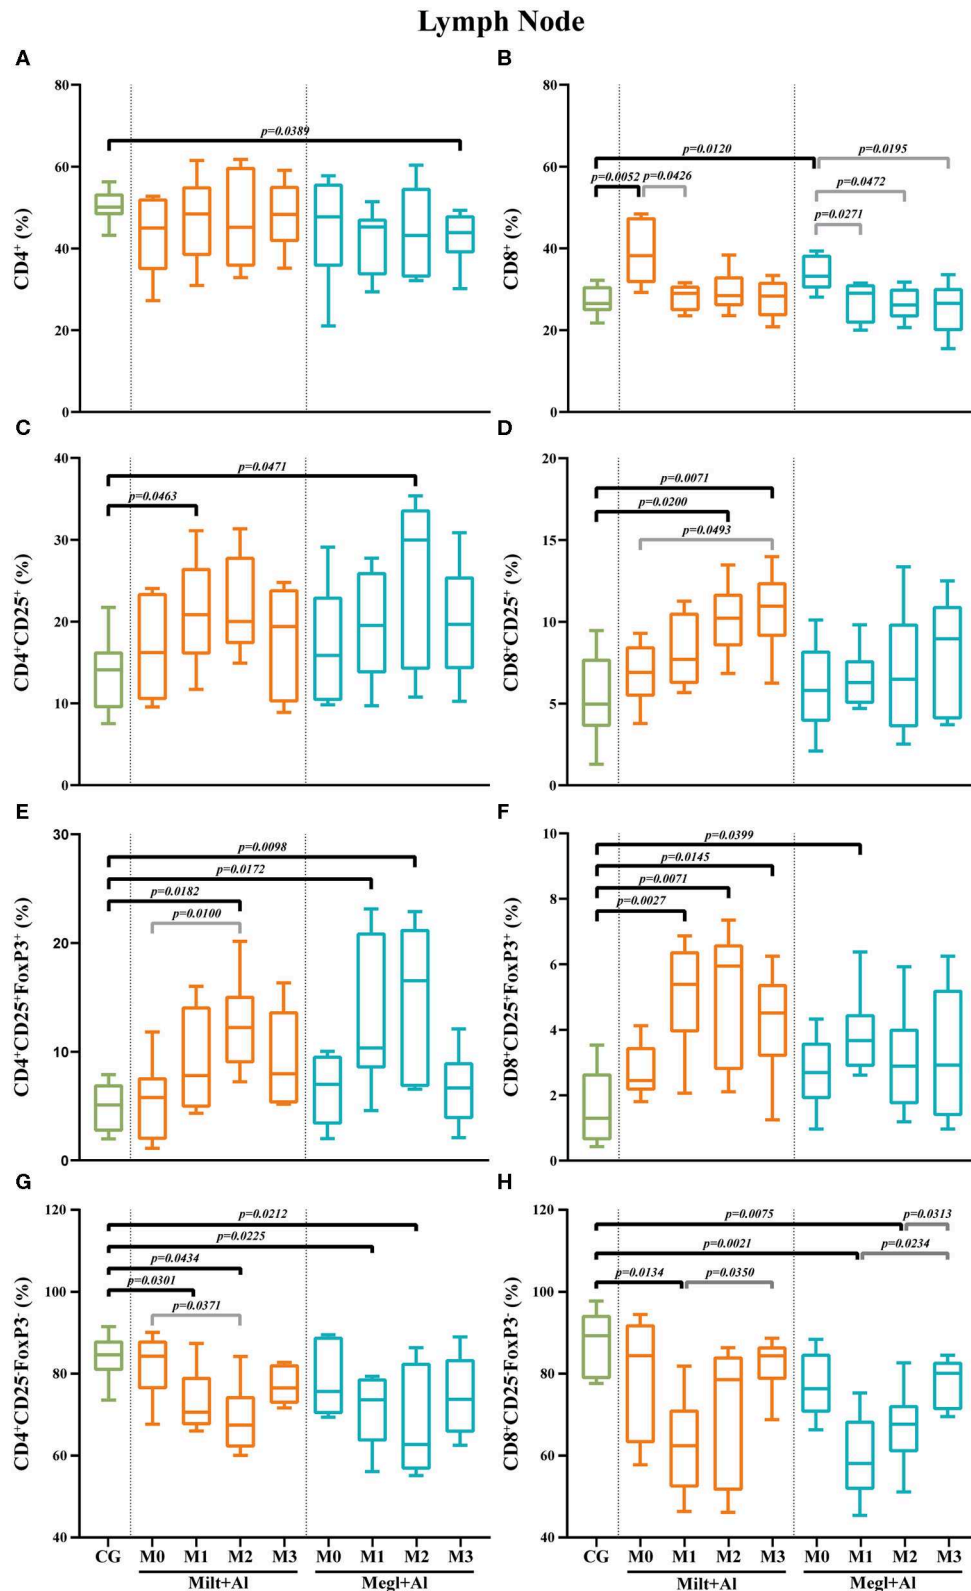 Lymph Node
A
CD4⁺ (%)
80
60
40
20
0
p=0.0389
B
CD8⁺ (%)
80
60
40
20
0
p=0.0120
p=0.0195
p=0.0052
p=0.0426
p=0.0472
p=0.0271
C
CD4⁺CD25⁺ (%)
40
30
20
10
0
p=0.0471
p=0.0463
D
CD8⁺CD25⁺ (%)
20
15
10
5
0
p=0.0071
p=0.0200
p=0.0493
E
CD4⁺CD25⁺FoxP3⁺ (%)
30
20
10
0
p=0.0098
p=0.0172
p=0.0182
p=0.0100
F
CD8⁺CD25⁺FoxP3⁺ (%)
10
8
6
4
2
0
p=0.0399
p=0.0145
p=0.0071
p=0.0027
G
CD4⁺CD25⁻FoxP3⁻ (%)
120
100
80
60
40
p=0.0212
p=0.0225
p=0.0434
p=0.0301
p=0.0371
CG M0 M1 M2 M3 M0 M1 M2 M3
Milt+Al Megl+Al
H
CD8⁺CD25⁻FoxP3⁻ (%)
120
100
80
60
40
p=0.0075
p=0.0313
p=0.0021
p=0.0234
p=0.0134
p=0.0350
CG M0 M1 M2 M3 M0 M1 M2 M3
Milt+Al Megl+Al